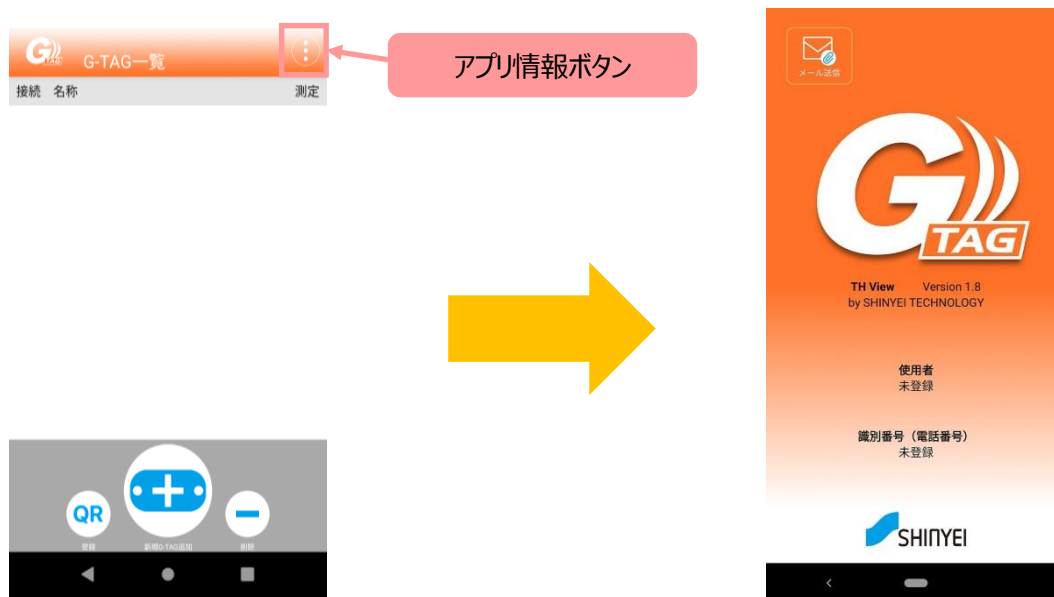 G TAG
G-TAG一覧
アプリ情報ボタン
接続 名称 測定
QR
登録
新規G-TAG追加
削除
メール送信
G TAG
TH View Version 1.8
by SHINYEI TECHNOLOGY
使用者
未登録
識別番号（電話番号）
未登録
SHINYEI